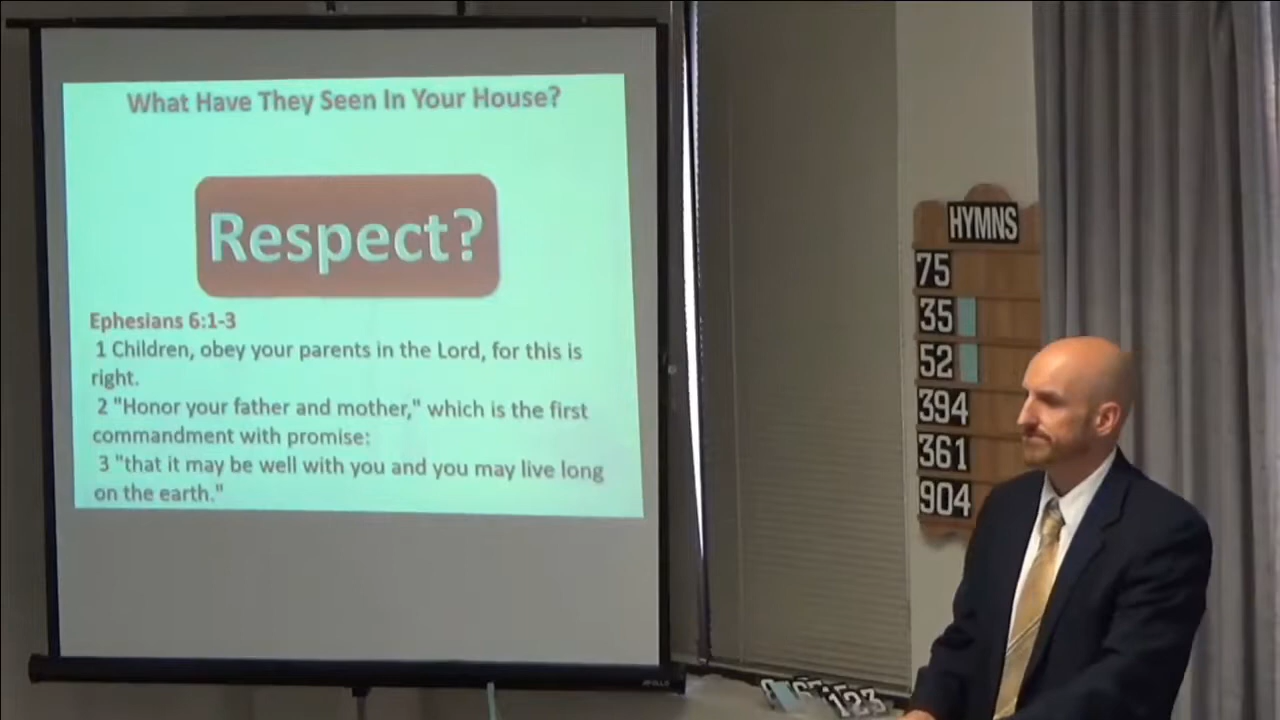 What Have They Seen In Your House?
Respect?
Ephesians 6:1-3
1 Children, obey your parents in the Lord, for this is
right.
2 "Honor your father and mother," which is the first
commandment with promise:
3 "that it may be well with you and you may live long
on the earth."
HYMNS
75
35
52
394
361
904
APOLLO
123